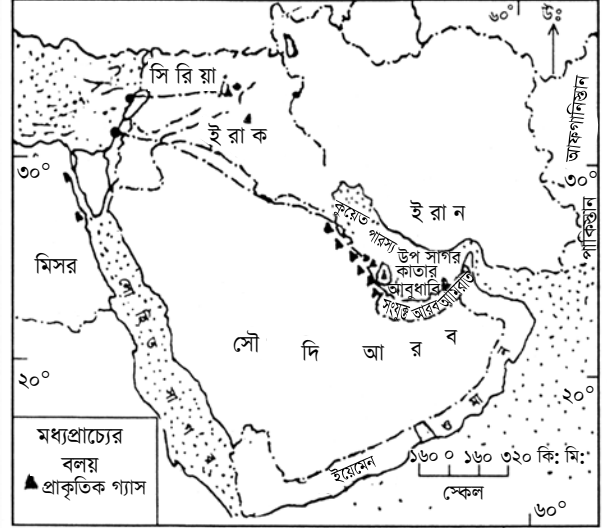 ৬০°
উঃ
সিরিয়া
ইরাক
আফগানিস্তান
৩০°
৩০°
ইরান
কুয়েত
পারস্য
উপ সাগর
কাতার
আবুধাবি
সংযুক্ত আরব আমিরাত
পাকিস্তান
মিসর
লোহিত সাগর
সৌদি আরব
২০°
২০°
ওমান
ইয়েমেন
মধ্যপ্রাচ্যের
বলয়
প্রাকৃতিক গ্যাস
১৬০ ০ ১৬০ ৩২০ কি: মি:
স্কেল
৬০°